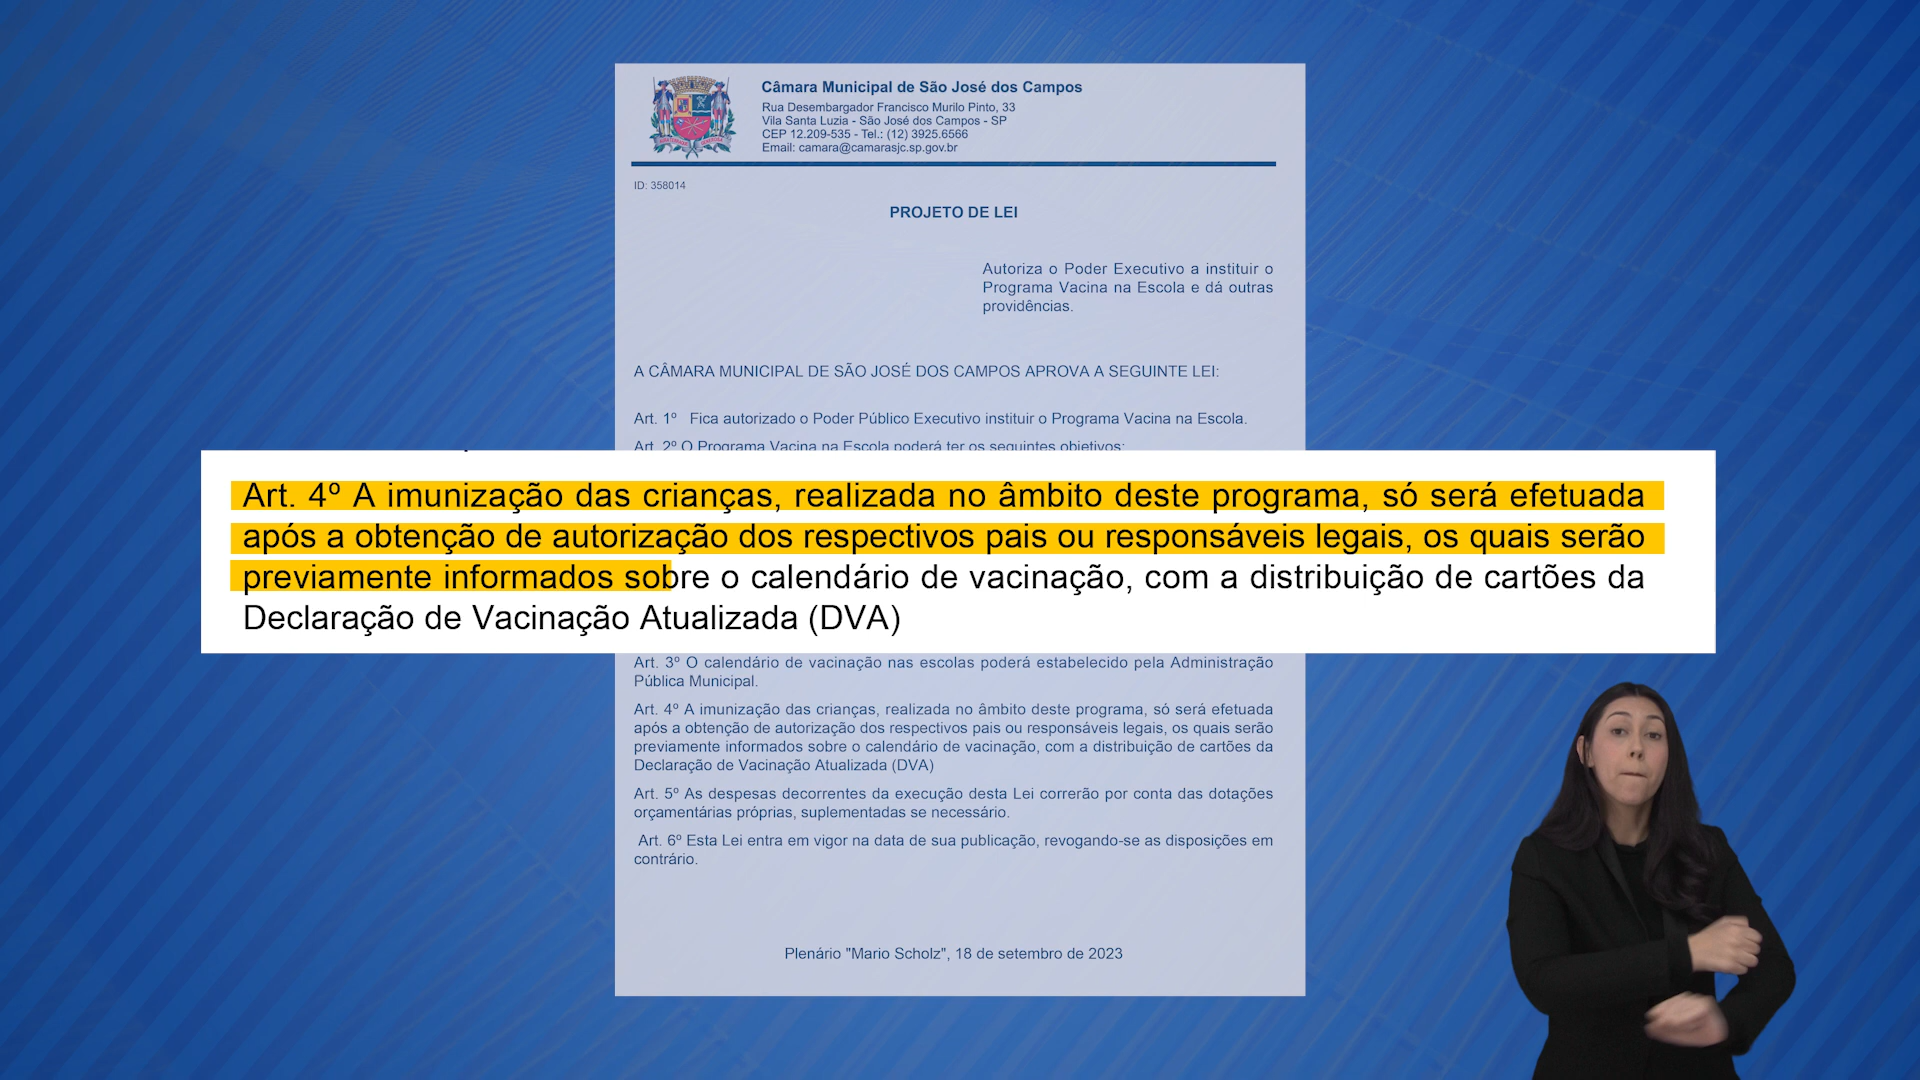 Câmara Municipal de São José dos Campos
Rua Desembargador Francisco Murilo Pinto, 33
Vila Santa Luzia - São José dos Campos - SP
CEP 12.209-535 - Tel.: (12) 3925.6566
Email: camara@camarasjc.sp.gov.br
ID: 358014
PROJETO DE LEI
Autoriza o Poder Executivo a instituir o
Programa Vacina na Escola e dá outras
providências.
A CÂMARA MUNICIPAL DE SÃO JOSÉ DOS CAMPOS APROVA A SEGUINTE LEI:
Art. 1º Fica autorizado o Poder Público Executivo instituir o Programa Vacina na Escola.
Art. 2º O Programa Vacina na Escola poderá ter os seguintes objetivos:
Art. 4º A imunização das crianças, realizada no âmbito deste programa, só será efetuada
após a obtenção de autorização dos respectivos pais ou responsáveis legais, os quais serão
previamente informados sobre o calendário de vacinação, com a distribuição de cartões da
Declaração de Vacinação Atualizada (DVA)
Art. 3º O calendário de vacinação nas escolas poderá estabelecido pela Administração
Pública Municipal.
Art. 4º A imunização das crianças, realizada no âmbito deste programa, só será efetuada
após a obtenção de autorização dos respectivos pais ou responsáveis legais, os quais serão
previamente informados sobre o calendário de vacinação, com a distribuição de cartões da
Declaração de Vacinação Atualizada (DVA)
Art. 5º As despesas decorrentes da execução desta Lei correrão por conta das dotações
orçamentárias próprias, suplementadas se necessário.
Art. 6º Esta Lei entra em vigor na data de sua publicação, revogando-se as disposições em
contrário.
Plenário "Mario Scholz", 18 de setembro de 2023